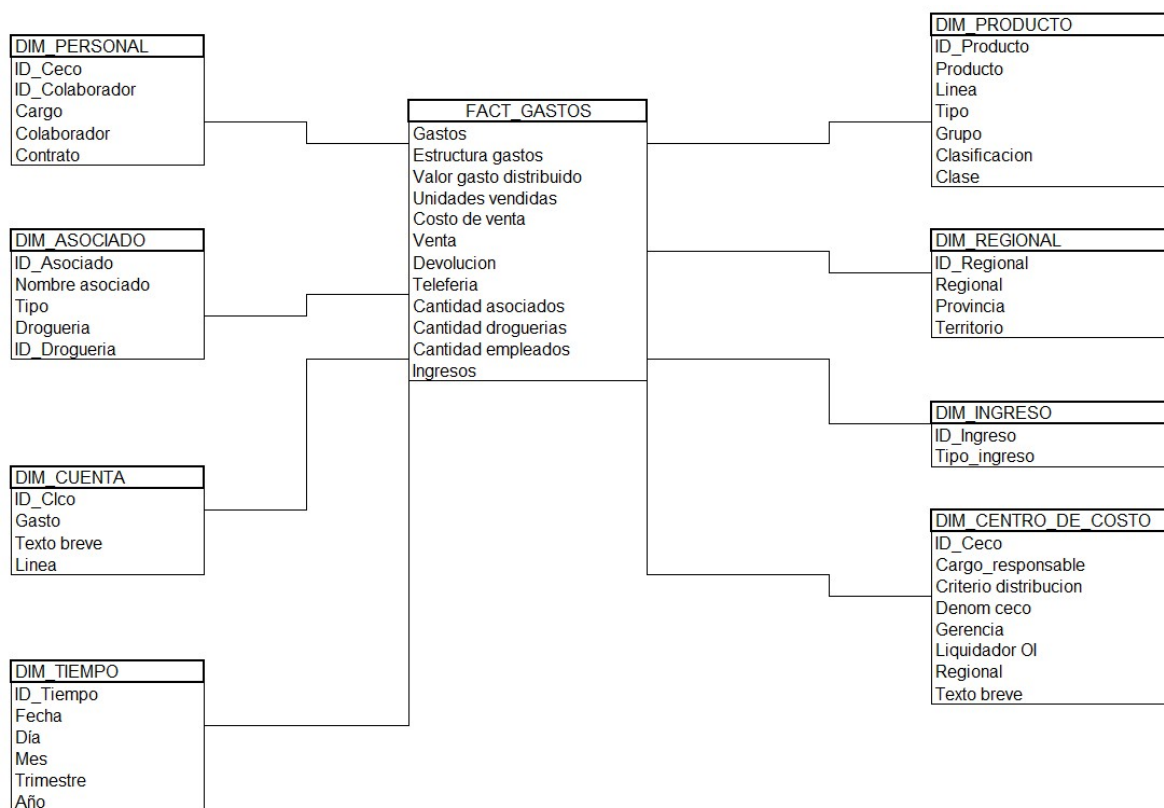 DIM_PERSONAL
ID_Ceco
ID_Colaborador
Cargo
Colaborador
Contrato
DIM_ASOCIADO
ID_Asociado
Nombre asociado
Tipo
Drogueria
ID_Drogueria
DIM_CUENTA
ID_Clco
Gasto
Texto breve
Linea
DIM_TIEMPO
ID_Tiempo
Fecha
Día
Mes
Trimestre
Año
FACT_GASTOS
Gastos
Estructura gastos
Valor gasto distribuido
Unidades vendidas
Costo de venta
Venta
Devolucion
Teleferia
Cantidad asociados
Cantidad droguerias
Cantidad empleados
Ingresos
DIM_PRODUCTO
ID_Producto
Producto
Linea
Tipo
Grupo
Clasificacion
Clase
DIM_REGIONAL
ID_Regional
Regional
Provincia
Territorio
DIM_INGRESO
ID_Ingreso
Tipo_ingreso
DIM_CENTRO_DE_COSTO
ID_Ceco
Cargo_responsable
Criterio distribucion
Denom ceco
Gerencia
Liquidador OI
Regional
Texto breve